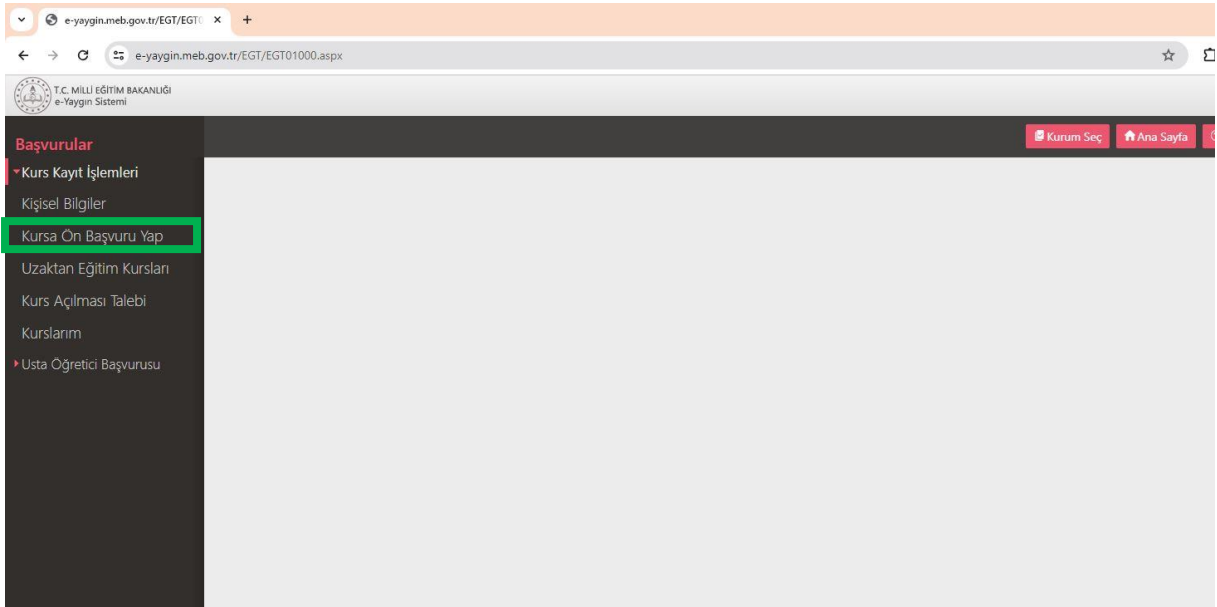 e-yaygin.meb.gov.tr/EGT/EGT0
e-yaygin.meb.gov.tr/EGT/EGT01000.aspx
T.C. MİLLİ EĞİTİM BAKANLIĞI
e-Yaygın Sistemi
Kurum Seç Ana Sayfa
Başvurular
Kurs Kayıt İşlemleri
Kişisel Bilgiler
Kursa Ön Başvuru Yap
Uzaktan Eğitim Kursları
Kurs Açılması Talebi
Kurslarım
Usta Öğretici Başvurusu